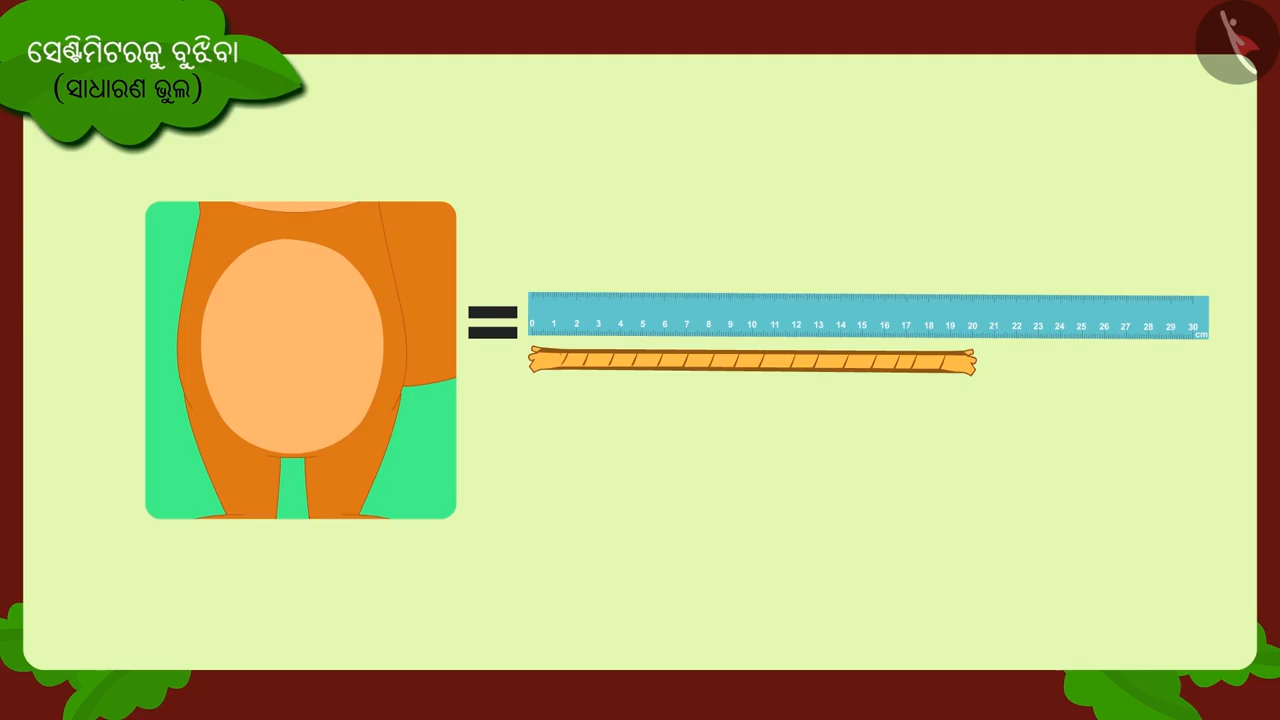 ସେଣ୍ଟିମିଟରକୁ ବୁଝିବା
(ସାଧାରଣ ଭୁଲ)
0 1 2 3 4 5 6 7 8 9 10 11 12 13 14 15 16 17 18 19 20 21 22 23 24 25 26 27 28 29 30
cm